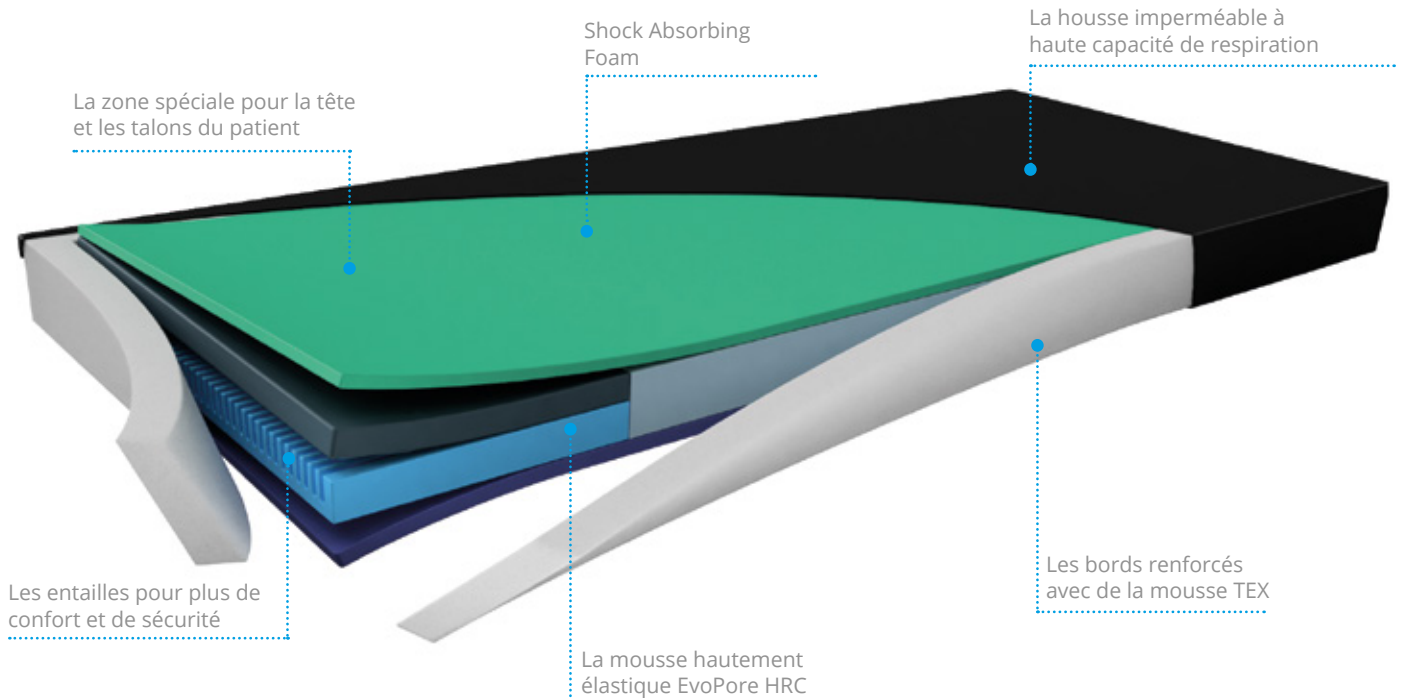 Shock Absorbing
Foam
La housse imperméable à
haute capacité de respiration
La zone spéciale pour la tête
et les talons du patient
Les entailles pour plus de
confort et de sécurité
La mousse hautement
élastique EvoPore HRC
Les bords renforcés
avec de la mousse TEX